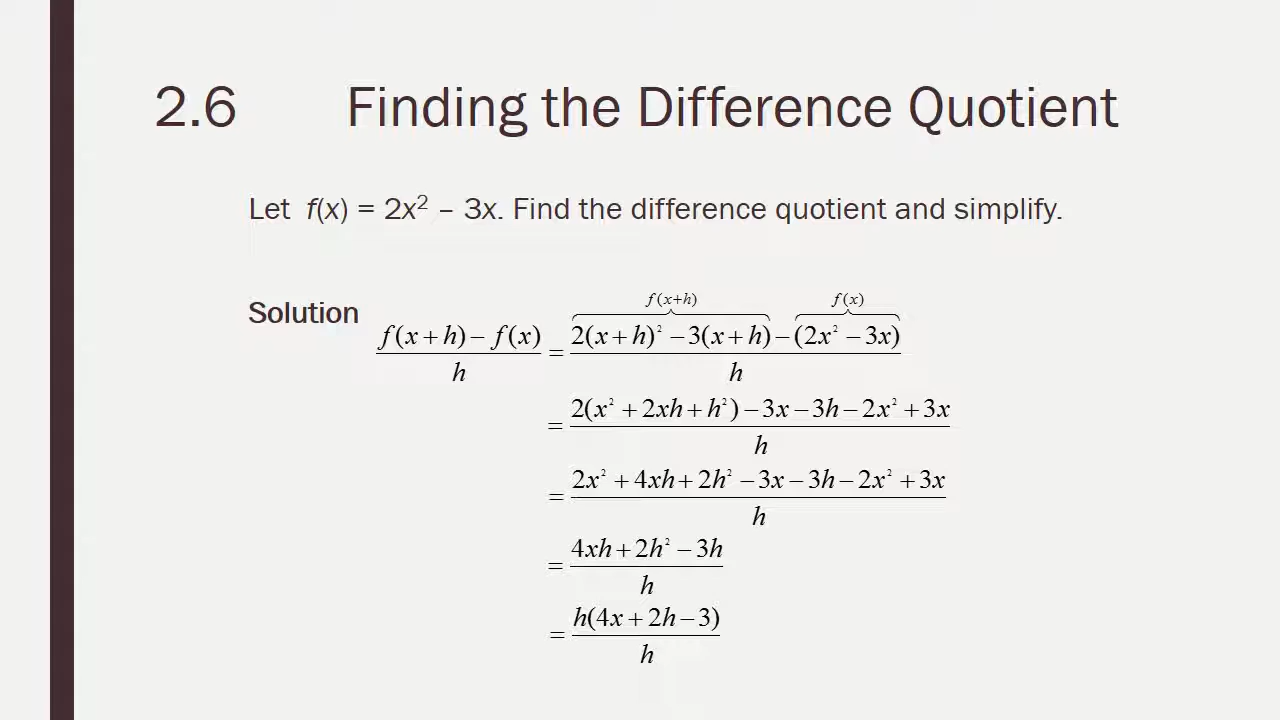 2.6 Finding the Difference Quotient
Let f(x) = 2x² – 3x. Find the difference quotient and simplify.
Solution
f(x+h) f(x)
f(x+h) − f(x) / h = 2(x+h)² − 3(x+h) − (2x² − 3x) / h
= 2(x² + 2xh + h²) − 3x − 3h − 2x² + 3x / h
= 2x² + 4xh + 2h² − 3x − 3h − 2x² + 3x / h
= 4xh + 2h² − 3h / h
= h(4x + 2h − 3) / h